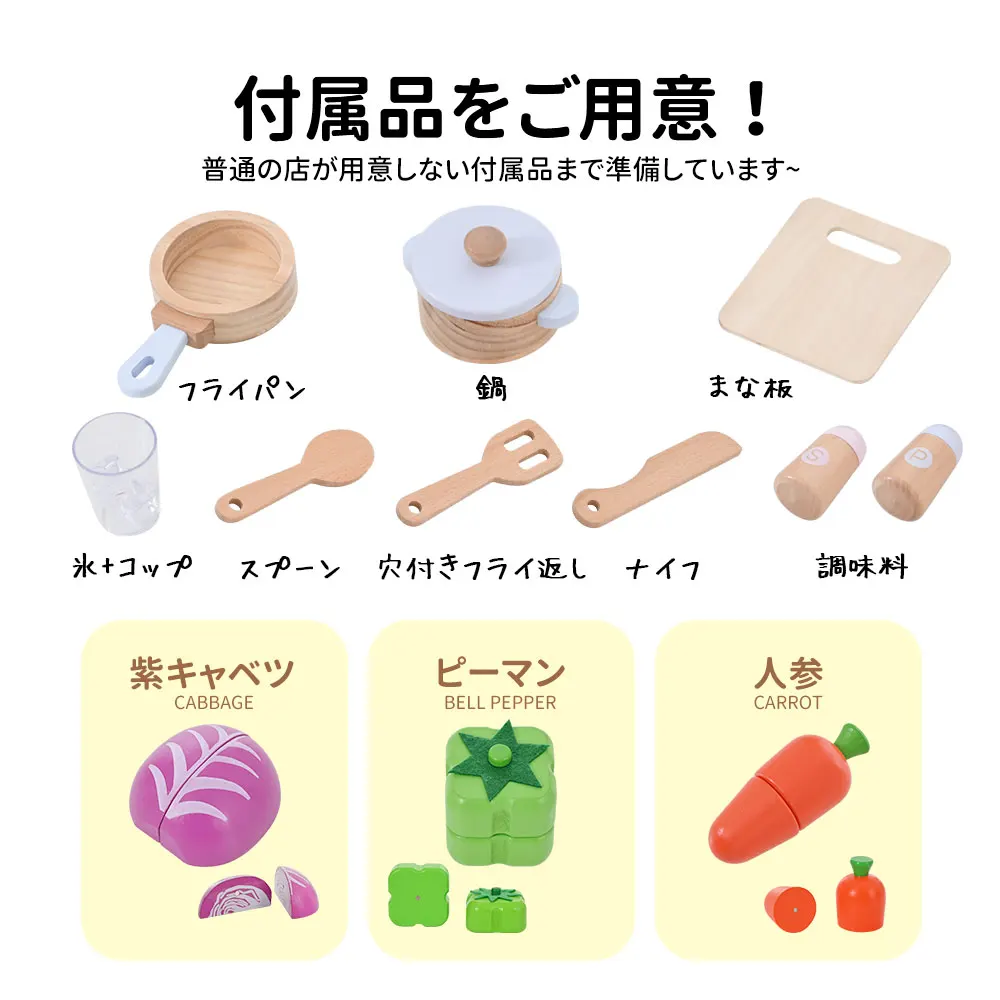 付属品をご用意！
普通の店が用意しない付属品まで準備しています~
フライパン
鍋
まな板
氷+コップ
スプーン
穴付きフライ返し
ナイフ
S
P
調味料
紫キャベツ
CABBAGE
ピーマン
BELL PEPPER
人参
CARROT